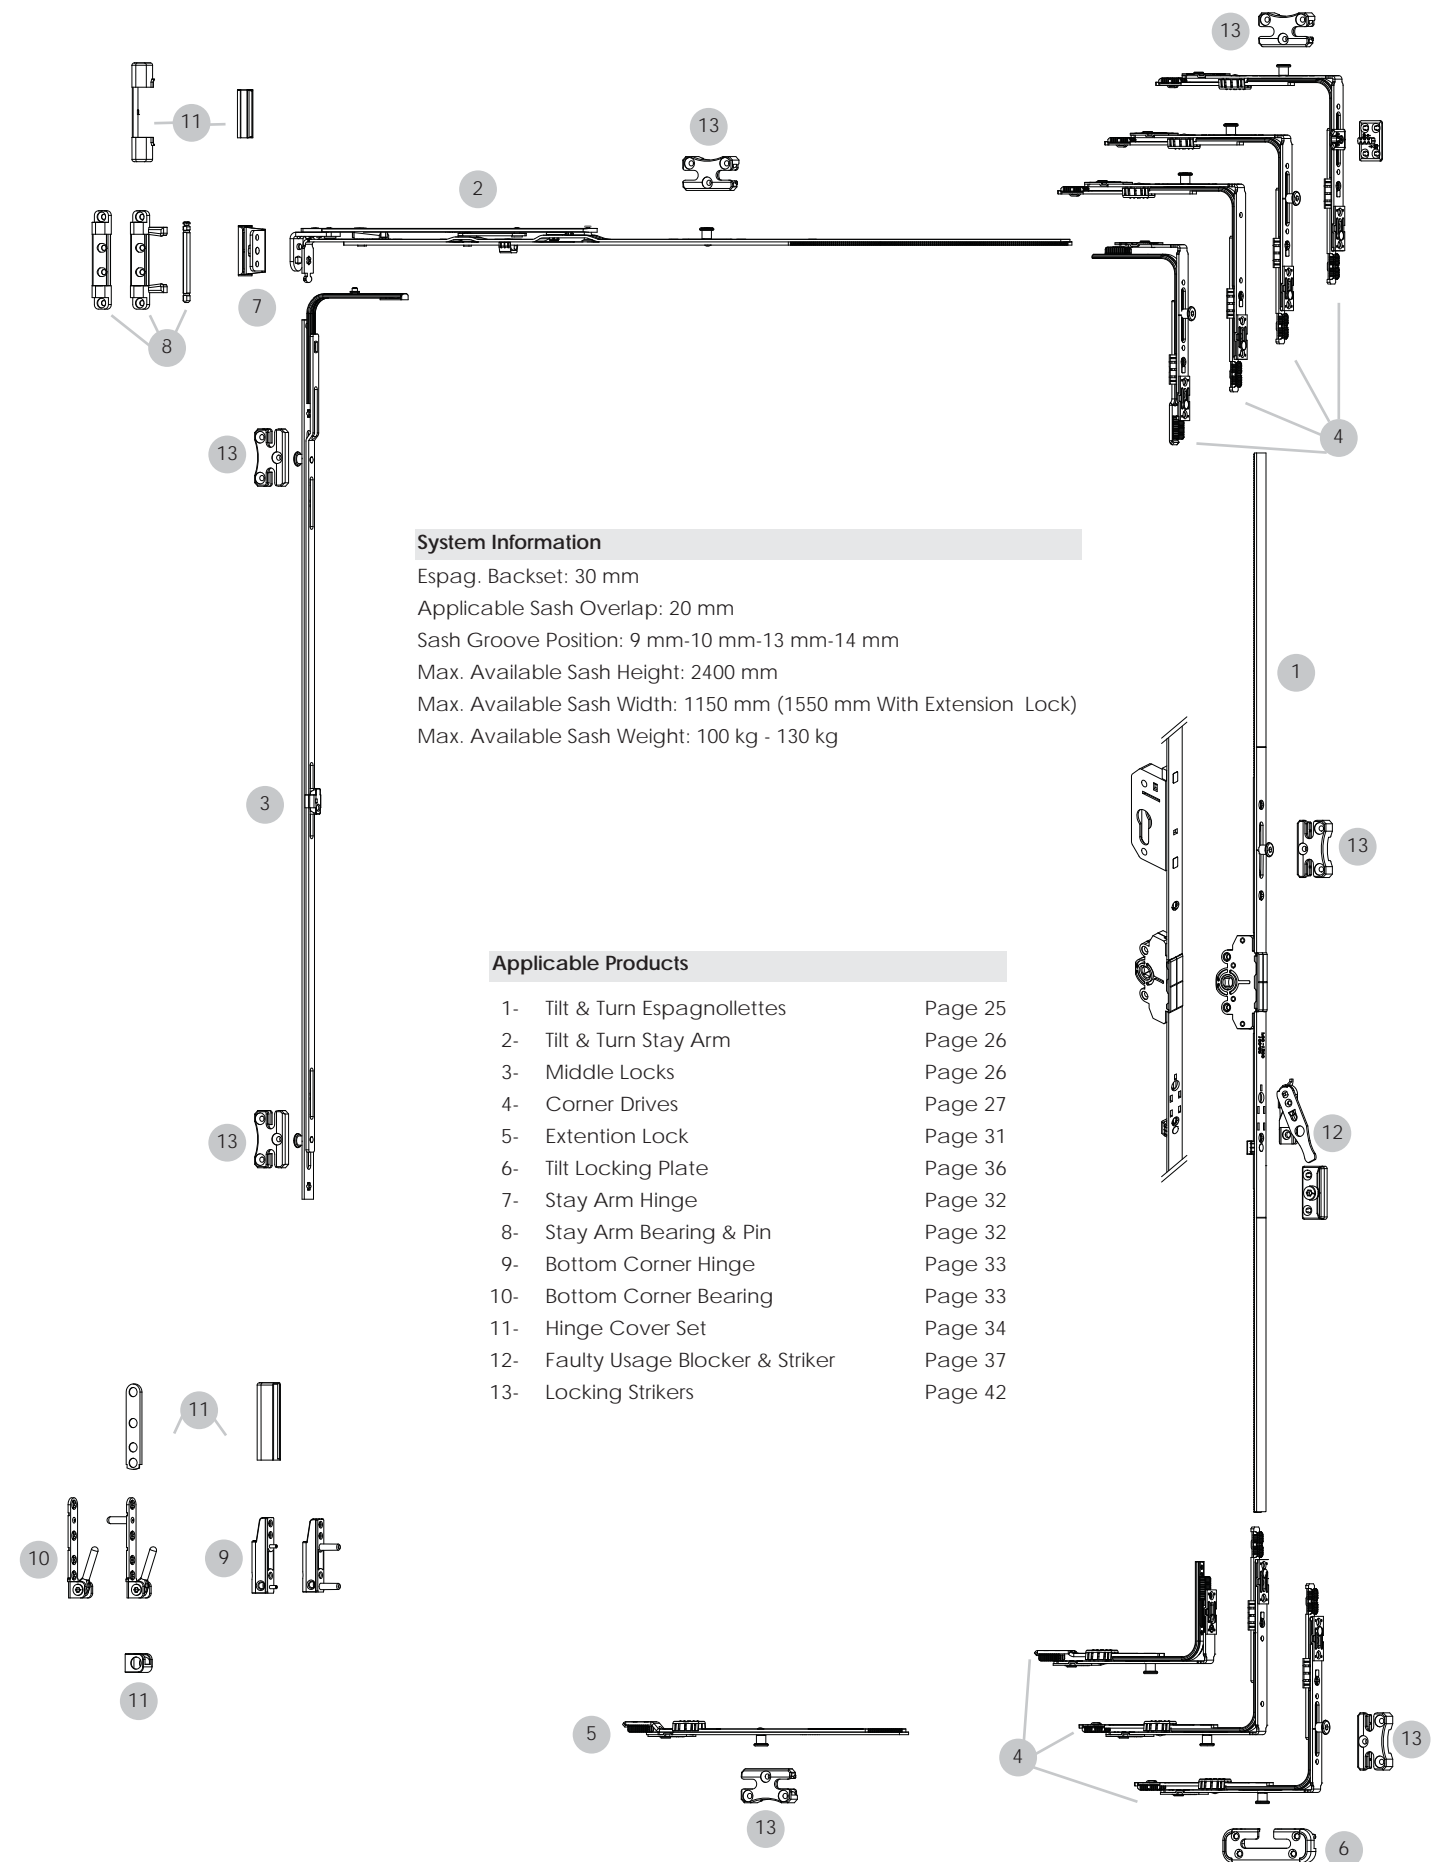 13
11
13
2
7
8
4
13
System Information
Espag. Backset: 30 mm
Applicable Sash Overlap: 20 mm
Sash Groove Position: 9 mm-10 mm-13 mm-14 mm
Max. Available Sash Height: 2400 mm
Max. Available Sash Width: 1150 mm (1550 mm With Extension Lock)
Max. Available Sash Weight: 100 kg - 130 kg
1
3
13
Applicable Products
1- Tilt & Turn Espagnollettes Page 25
2- Tilt & Turn Stay Arm Page 26
3- Middle Locks Page 26
4- Corner Drives Page 27
5- Extention Lock Page 31
6- Tilt Locking Plate Page 36
7- Stay Arm Hinge Page 32
8- Stay Arm Bearing & Pin Page 32
9- Bottom Corner Hinge Page 33
10- Bottom Corner Bearing Page 33
11- Hinge Cover Set Page 34
12- Faulty Usage Blocker & Striker Page 37
13- Locking Strikers Page 42
13
12
11
10
9
11
5
4
13
13
6